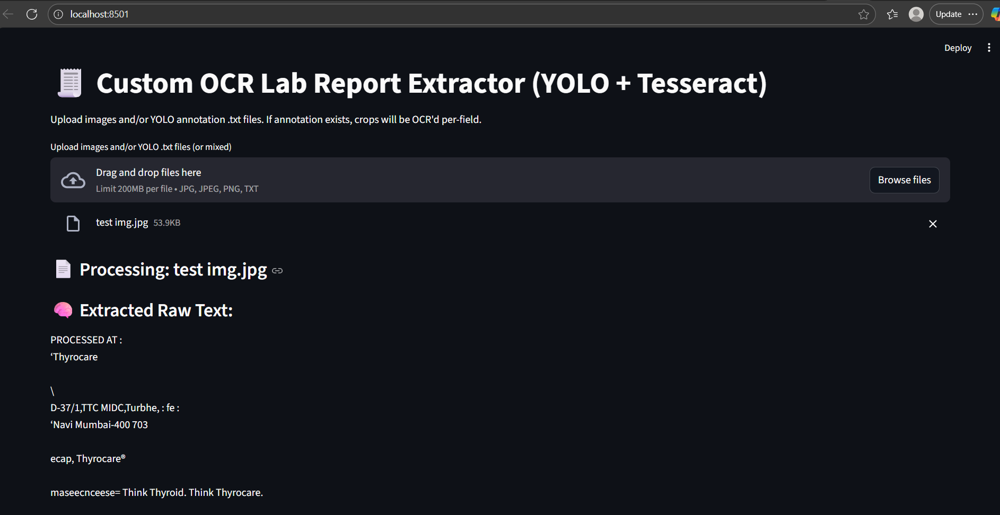 localhost:8501
Update
Deploy
Custom OCR Lab Report Extractor (YOLO + Tesseract)
Upload images and/or YOLO annotation .txt files. If annotation exists, crops will be OCR'd per-field.
Upload images and/or YOLO .txt files (or mixed)
Drag and drop files here
Limit 200MB per file • JPG, JPEG, PNG, TXT
Browse files
test img.jpg 53.9KB
Processing: test img.jpg
Extracted Raw Text:
PROCESSED AT :
‘Thyrocare
\
D-37/1,TTC MIDC,Turbhe, : fe :
‘Navi Mumbai-400 703
ecap, Thyrocare®
maseecnceese= Think Thyroid. Think Thyrocare.